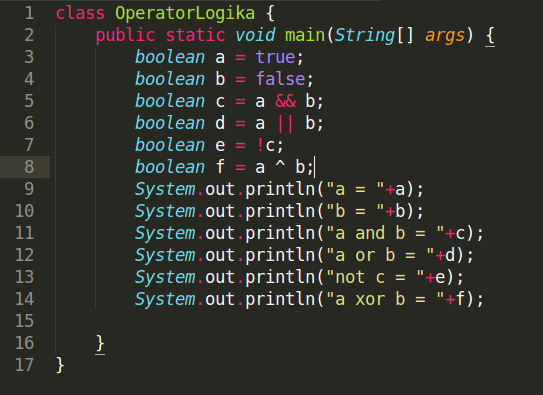 1 class OperatorLogika {
2     public static void main(String[] args) {
3         boolean a = true;
4         boolean b = false;
5         boolean c = a && b;
6         boolean d = a || b;
7         boolean e = !c;
8         boolean f = a ^ b;
9         System.out.println("a = "+a);
10         System.out.println("b = "+b);
11         System.out.println("a and b = "+c);
12         System.out.println("a or b = "+d);
13         System.out.println("not c = "+e);
14         System.out.println("a xor b = "+f);
15
16     }
17 }